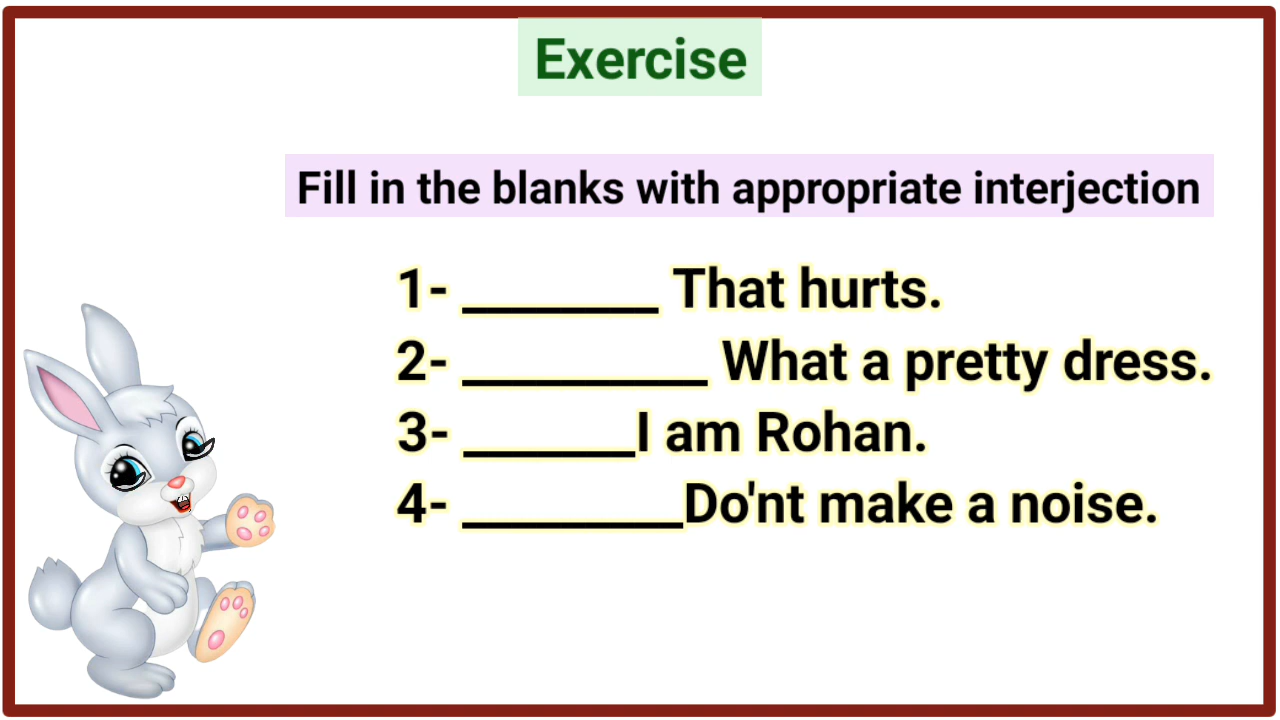 Exercise
Fill in the blanks with appropriate interjection
1- ________ That hurts.
2- __________ What a pretty dress.
3- _______I am Rohan.
4- _________Do'nt make a noise.